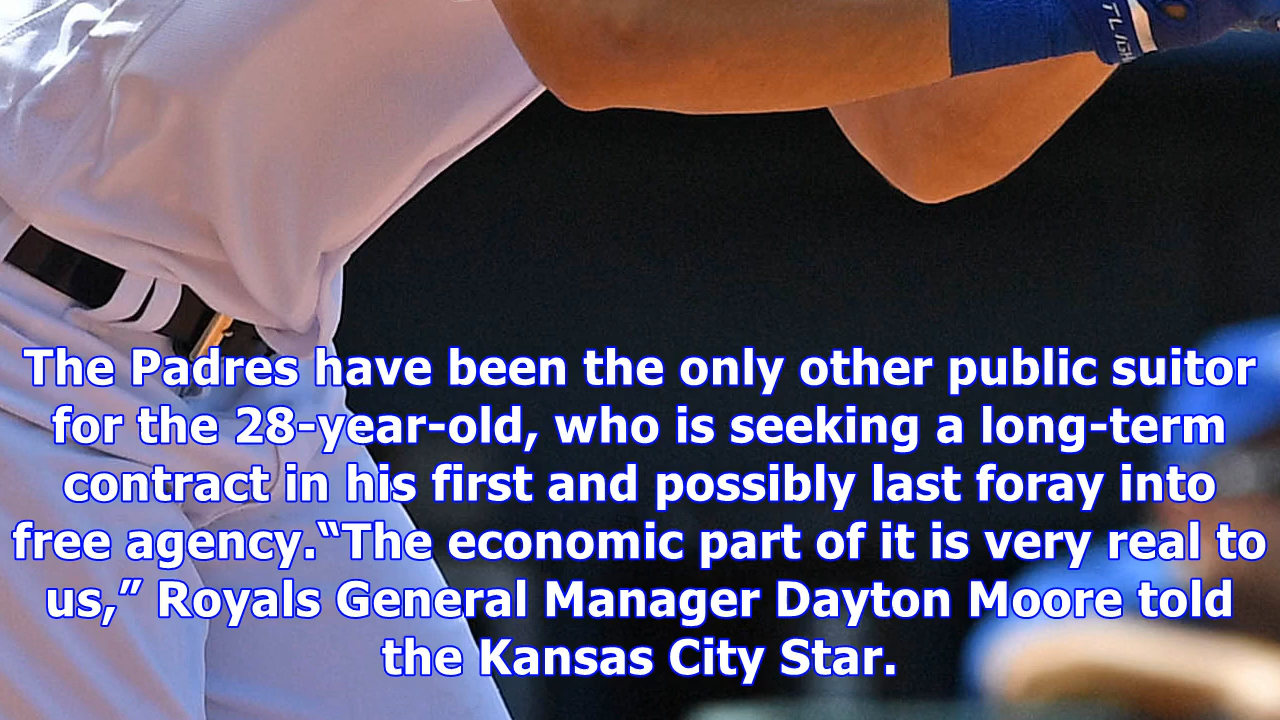 The Padres have been the only other public suitor
for the 28-year-old, who is seeking a long-term
contract in his first and possibly last foray into
free agency.“The economic part of it is very real to
us,” Royals General Manager Dayton Moore told
the Kansas City Star.